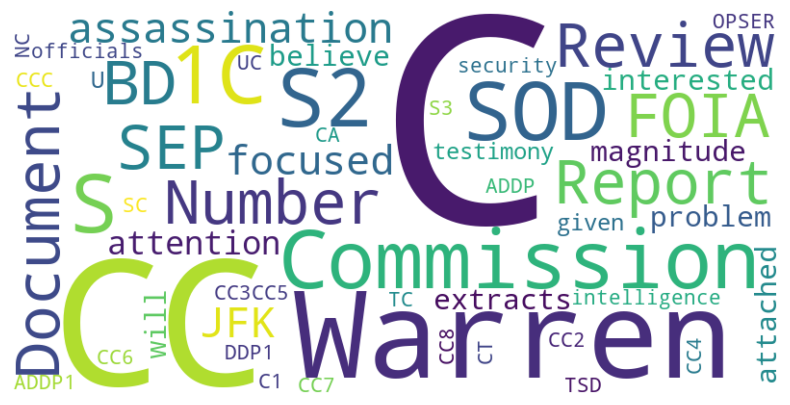 NC
officials
assassination
believe
OPSER
Review
CCC
U
BD
1C
UC
S2
C
security
interested
S3
SOD
FOIA
CA
Document
SEP
focused
testimony
magnitude
S
SC
Number
ADDP
Report
given
problem
attention
Commission
attached
CC
will
CC3
CC5
JFK
TC
extracts
intelligence
Warren
CC6
DDP1
CC8
CT
CC2
CC4
ADDP1
C1
CC7
TSD